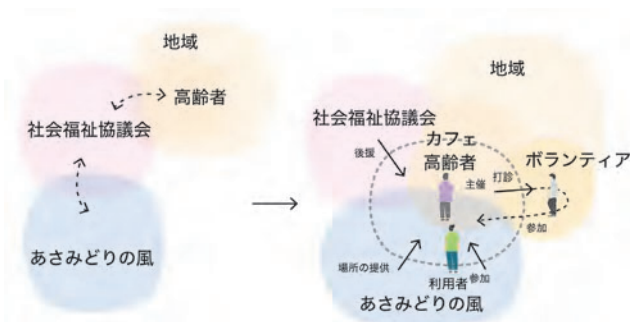 地域
高齢者
社会福祉協議会
あさみどりの風
地域
社会福祉協議会
カフェ
後援
高齢者
ボランティア
主催
打診
参加
場所の提供
利用者
参加
あさみどりの風